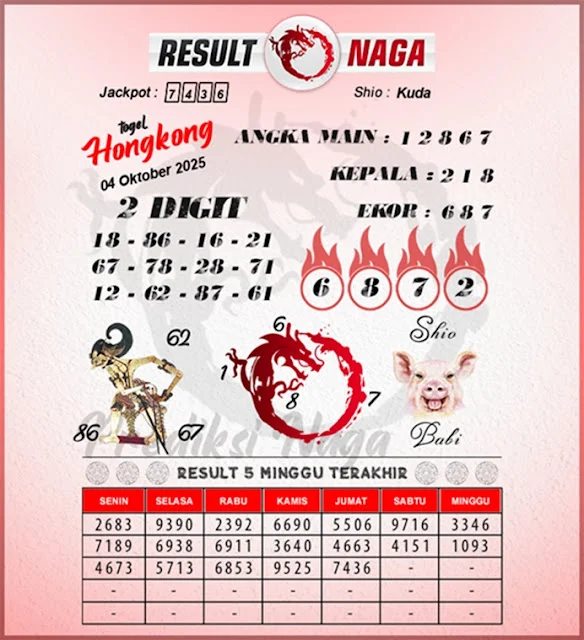 RESULT NAGA
Jackpot : 7436
Shio : Kuda
togel
Hongkong
04 Oktober 2025
ANGKA MAIN : 1 2 8 6 7
KEPALA : 2 1 8
EKOR : 6 8 7
2 DIGIT
18 - 86 - 16 - 21
67 - 78 - 28 - 71
12 - 62 - 87 - 61
6 8 7 2
62
86
67
6
1
8
7
Shio
Babi
Prediksi Naga
RESULT 5 MINGGU TERAKHIR
SENIN SELASA RABU KAMIS JUMAT SABTU MINGGU
2683 9390 2392 6690 5506 9716 3346
7189 6938 6911 3640 4663 4151 1093
4673 5713 6853 9525 7436 - -
- - - - - - -
- - - - - - -